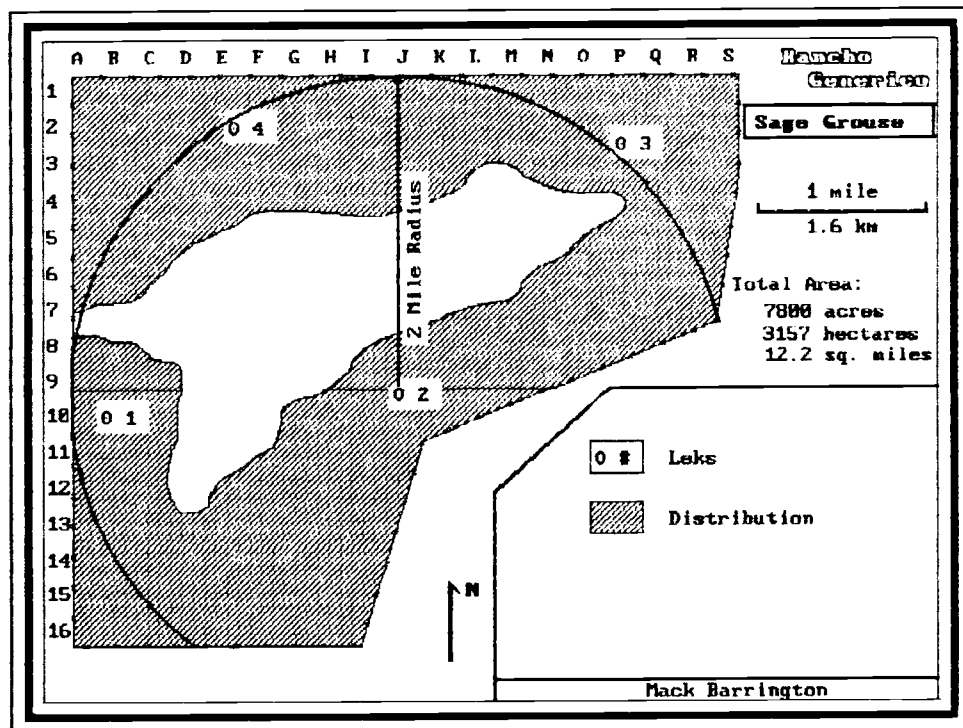 A B C D E F G H I J K L M N O P Q R S
Rancho
Generico
1
2
3
4
5
6
7
8
9
10
11
12
13
14
15
16
Sage Grouse
1 mile
1.6 km
Total Area:
7800 acres
3157 hectares
12.2 sq. miles
0 4
0 3
2 Mile Radius
0 2
0 1
0 # Leks
Distribution
N
Mack Barrington